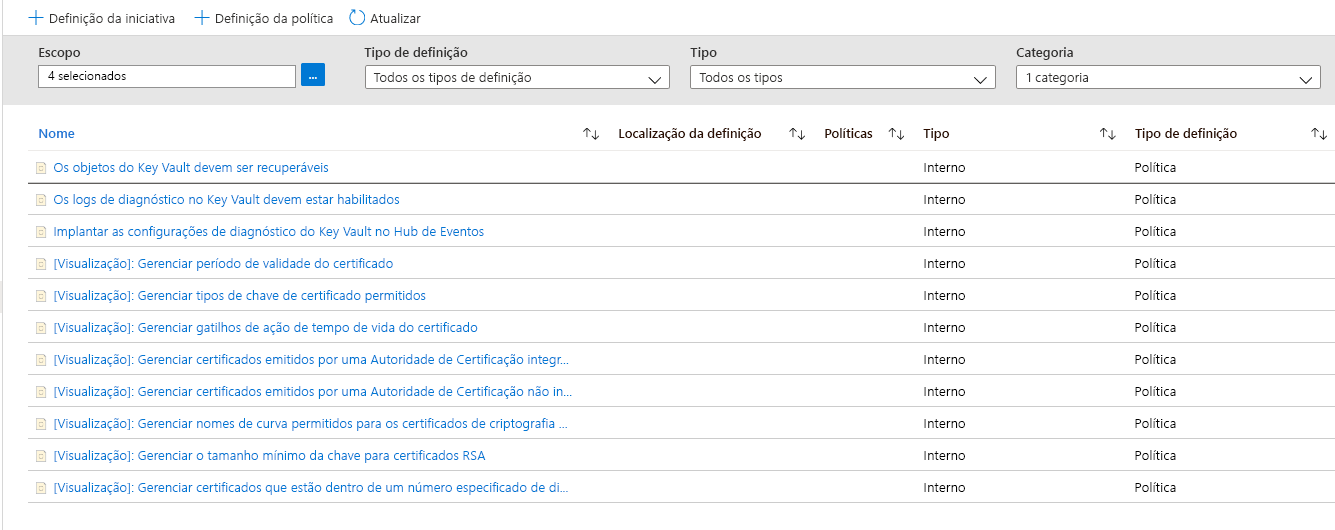 Definição da iniciativa Definição da política Atualizar
Escopo Tipo de definição Tipo Categoria
4 selecionados ... Todos os tipos de definição Todos os tipos 1 categoria
Nome Localização da definição Políticas Tipo Tipo de definição
Os objetos do Key Vault devem ser recuperáveis Interno Política
Os logs de diagnóstico no Key Vault devem estar habilitados Interno Política
Implantar as configurações de diagnóstico do Key Vault no Hub de Eventos Interno Política
[Visualização]: Gerenciar período de validade do certificado Interno Política
[Visualização]: Gerenciar tipos de chave de certificado permitidos Interno Política
[Visualização]: Gerenciar gatilhos de ação de tempo de vida do certificado Interno Política
[Visualização]: Gerenciar certificados emitidos por uma Autoridade de Certificação integr... Interno Política
[Visualização]: Gerenciar certificados emitidos por uma Autoridade de Certificação não in... Interno Política
[Visualização]: Gerenciar nomes de curva permitidos para os certificados de criptografia ... Interno Política
[Visualização]: Gerenciar o tamanho mínimo da chave para certificados RSA Interno Política
[Visualização]: Gerenciar certificados que estão dentro de um número especificado de di... Interno Política